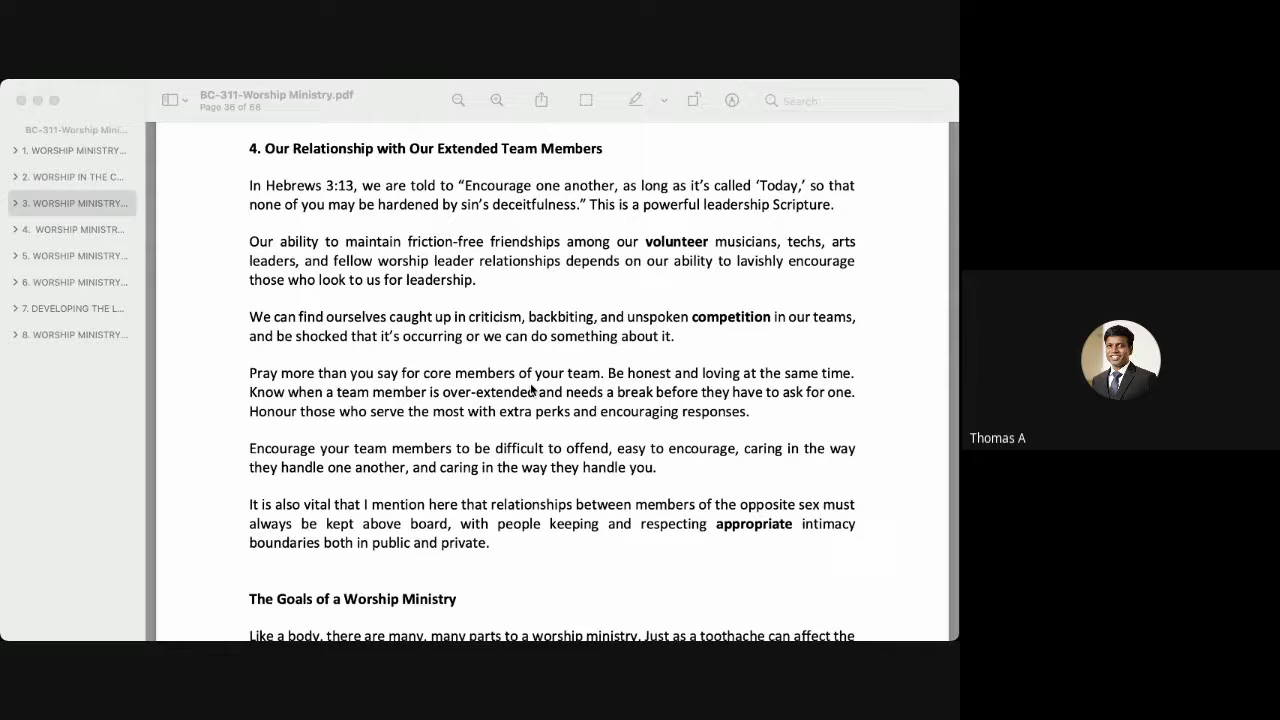 BC-311-Worship Ministry.pdf
Page 36 of 68
Search
BC-311-Worship Mini...
1. WORSHIP MINISTRY...
2. WORSHIP IN THE C...
3. WORSHIP MINISTRY...
4. WORSHIP MINISTR...
5. WORSHIP MINISTRY...
6. WORSHIP MINISTRY...
7. DEVELOPING THE L...
8. WORSHIP MINISTRY...
4. Our Relationship with Our Extended Team Members
In Hebrews 3:13, we are told to “Encourage one another, as long as it’s called ‘Today,’ so that
none of you may be hardened by sin’s deceitfulness.” This is a powerful leadership Scripture.
Our ability to maintain friction-free friendships among our volunteer musicians, techs, arts
leaders, and fellow worship leader relationships depends on our ability to lavishly encourage
those who look to us for leadership.
We can find ourselves caught up in criticism, backbiting, and unspoken competition in our teams,
and be shocked that it’s occurring or we can do something about it.
Pray more than you say for core members of your team. Be honest and loving at the same time.
Know when a team member is over-extended and needs a break before they have to ask for one.
Honour those who serve the most with extra perks and encouraging responses.
Encourage your team members to be difficult to offend, easy to encourage, caring in the way
they handle one another, and caring in the way they handle you.
It is also vital that I mention here that relationships between members of the opposite sex must
always be kept above board, with people keeping and respecting appropriate intimacy
boundaries both in public and private.
The Goals of a Worship Ministry
Like a body, there are many, many parts to a worship ministry. Just as a toothache can affect the
Thomas A